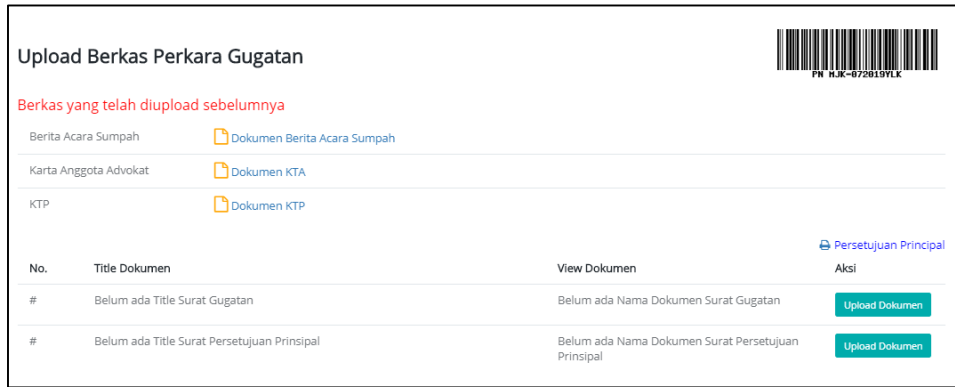 Upload Berkas Perkara Gugatan
PN MJK-072019YLK
Berkas yang telah diupload sebelumnya
Berita Acara Sumpah Dokumen Berita Acara Sumpah
Karta Anggota Advokat Dokumen KTA
KTP Dokumen KTP
Persetujuan Principal
No. Title Dokumen View Dokumen Aksi
# Belum ada Title Surat Gugatan Belum ada Nama Dokumen Surat Gugatan Upload Dokumen
# Belum ada Title Surat Persetujuan Prinsipal Belum ada Nama Dokumen Surat Persetujuan Upload Dokumen
Prinsipal